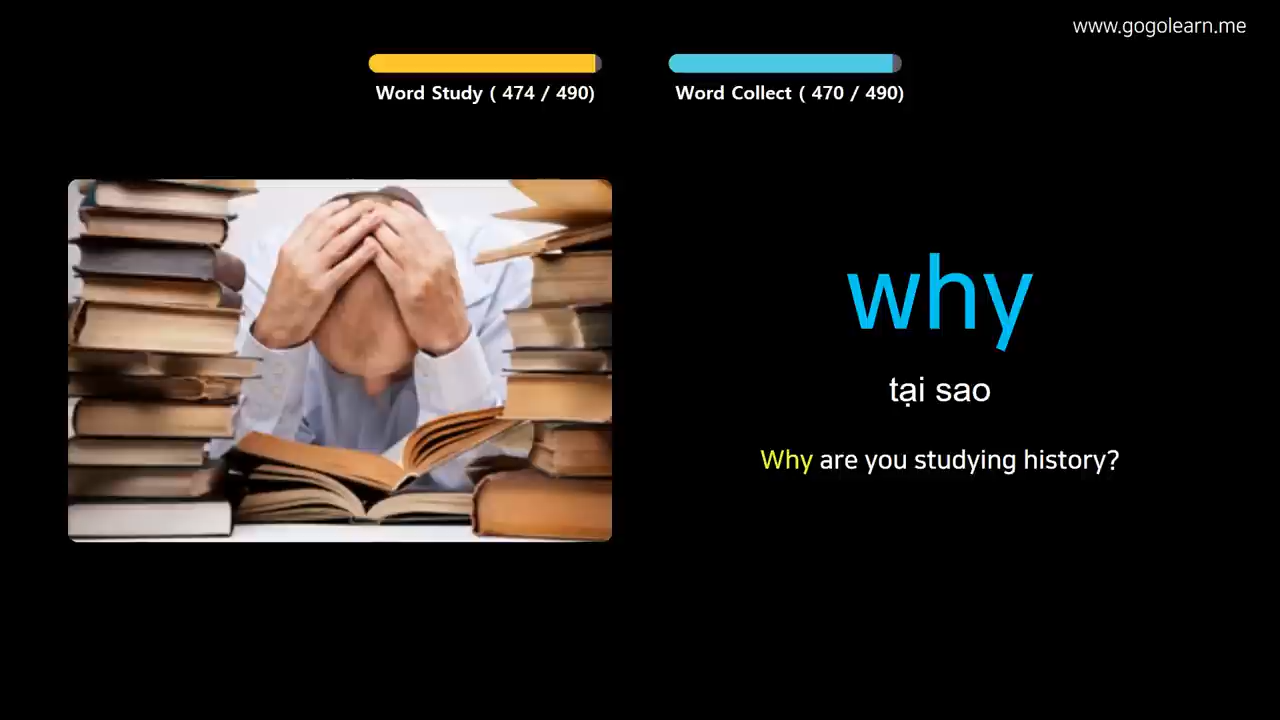 www.gogolearn.me
Word Study ( 474 / 490)
Word Collect ( 470 / 490)
why
tại sao
Why are you studying history?